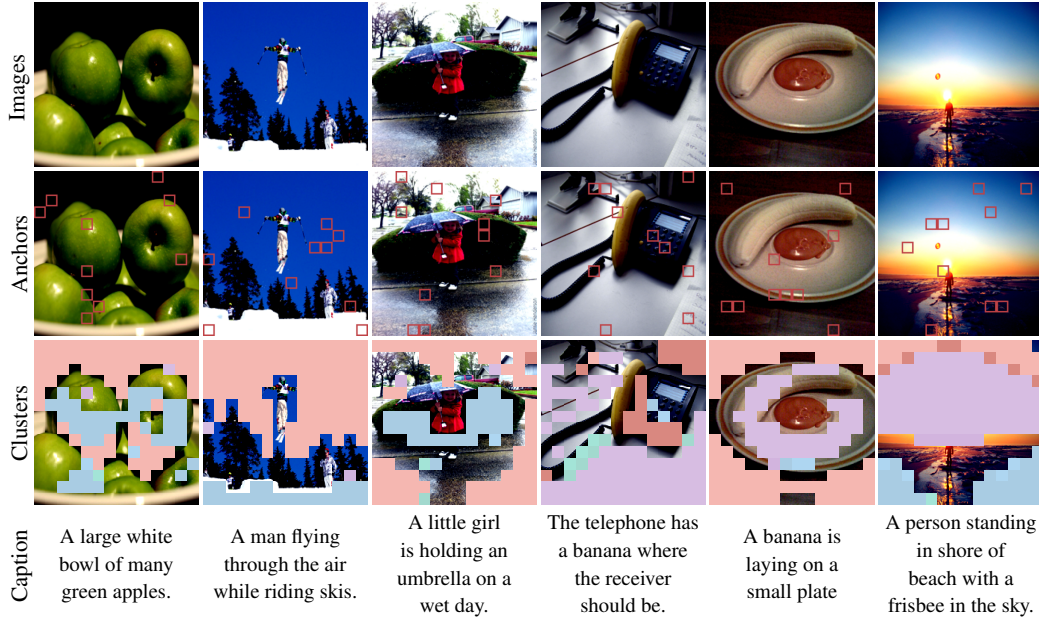 Images
Anchors
Clusters
Caption
A large white
bowl of many
green apples.
A man flying
through the air
while riding skis.
A little girl
is holding an
umbrella on a
wet day.
The telephone has
a banana where
the receiver
should be.
A banana is
laying on a
small plate
A person standing
in shore of
beach with a
frisbee in the sky.